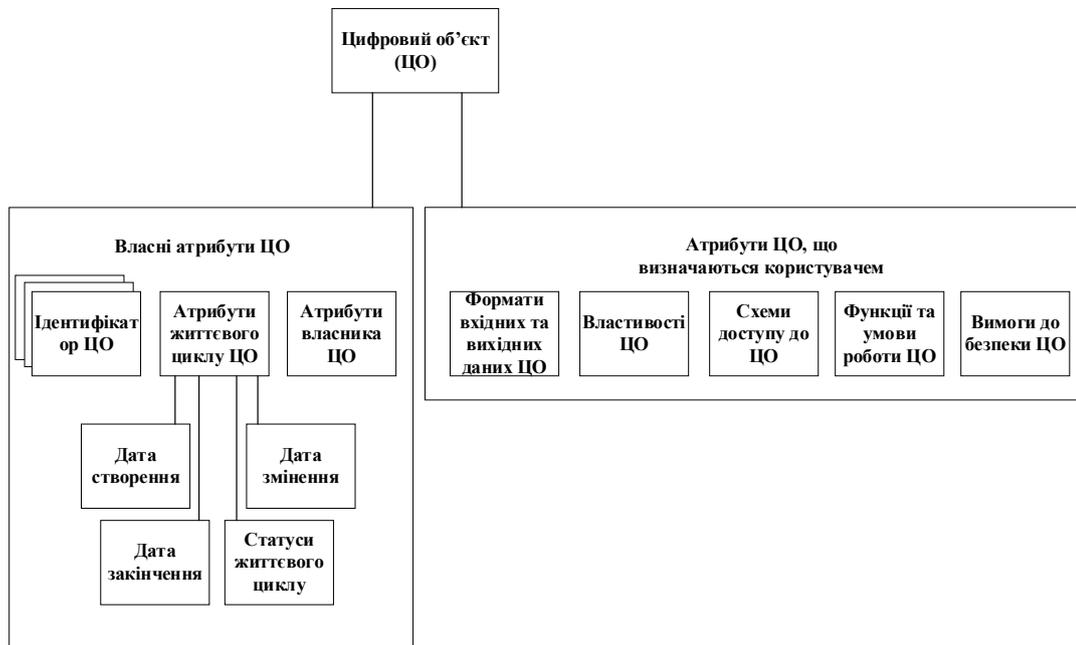 Цифровий об’єкт
(ЦО)
Власні атрибути ЦО
Ідентифікат
ор ЦО
Атрибути
життєвого
циклу ЦО
Атрибути
власника
ЦО
Дата
створення
Дата
змінення
Дата
закінчення
Статуси
життєвого
циклу
Атрибути ЦО, що
визначаються користувачем
Формати
вхідних та
вихідних
даних ЦО
Властивості
ЦО
Схеми
доступу до
ЦО
Функції та
умови
роботи ЦО
Вимоги до
безпеки ЦО